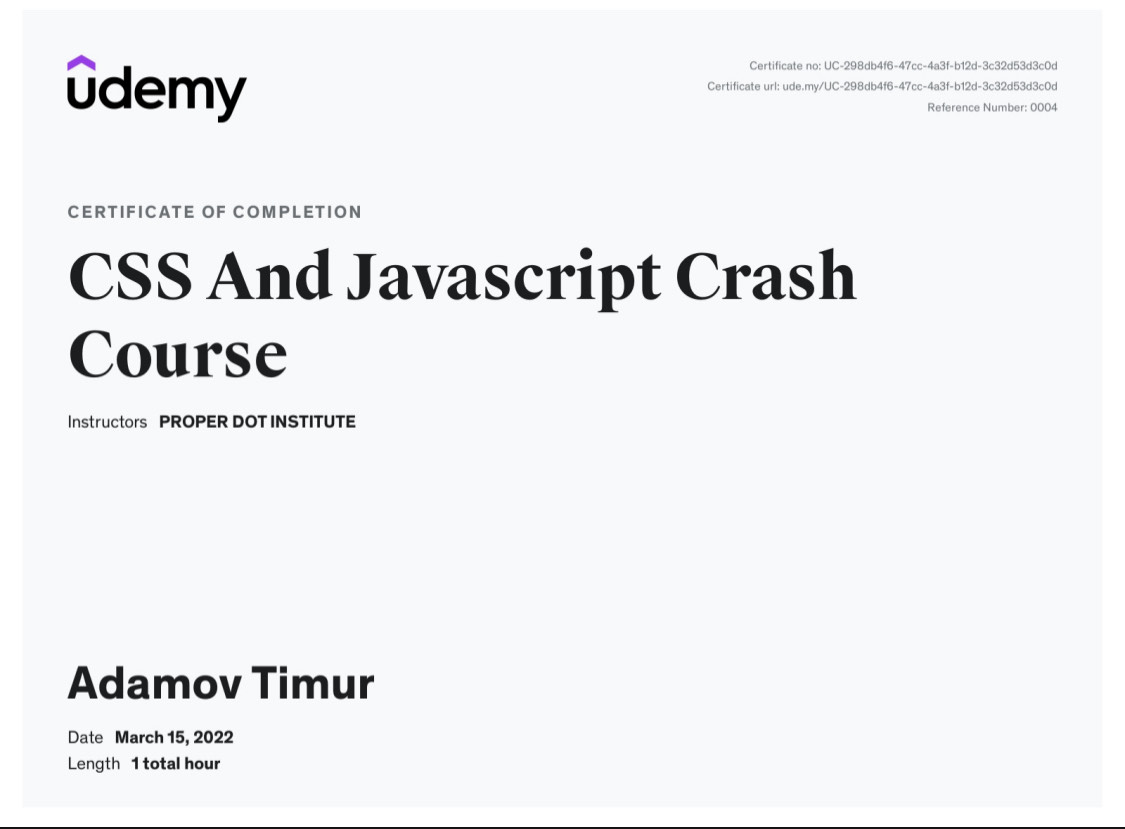 udemy
Certificate no: UC-298db4f6-47cc-4a3f-b12d-3c32d53d3c0d
Certificate url: ude.my/UC-298db4f6-47cc-4a3f-b12d-3c32d53d3c0d
Reference Number: 0004
CERTIFICATE OF COMPLETION
CSS And Javascript Crash
Course
Instructors PROPER DOT INSTITUTE
Adamov Timur
Date March 15, 2022
Length 1 total hour